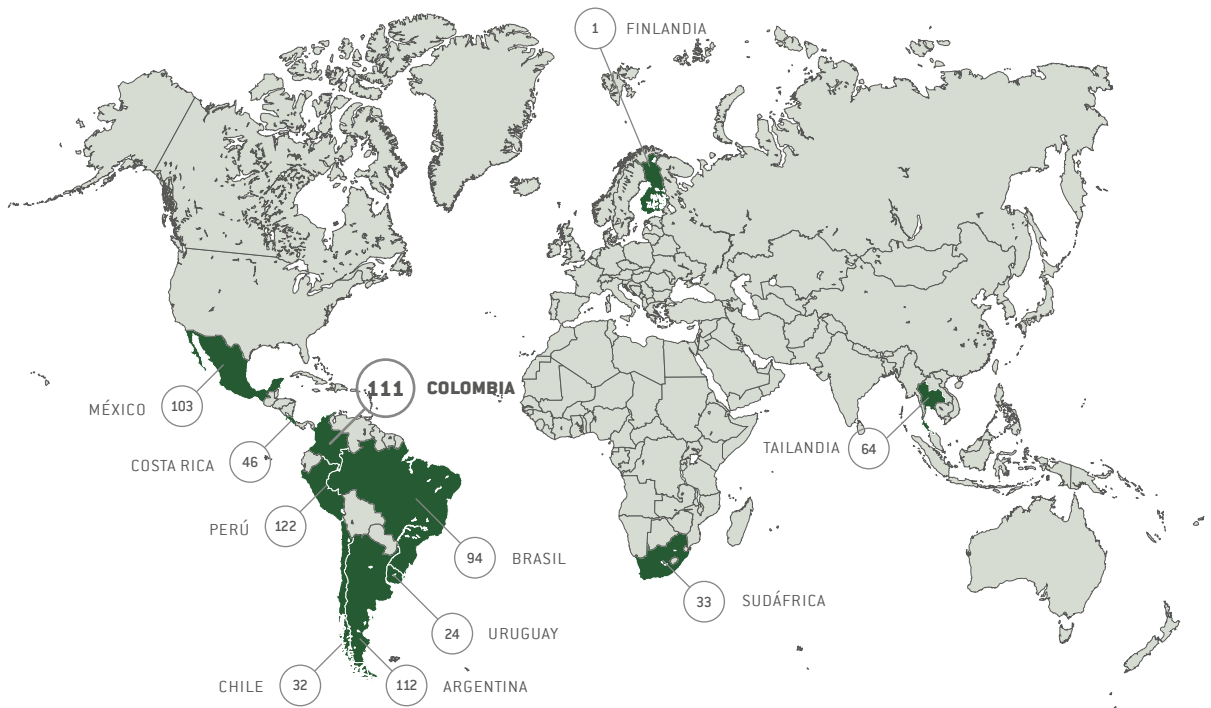 1 FINLANDIA
111 COLOMBIA
MÉXICO 103
COSTA RICA 46
TAILANDIA 64
PERÚ 122
94 BRASIL
33 SUDÁFRICA
24 URUGUAY
CHILE 32
112 ARGENTINA